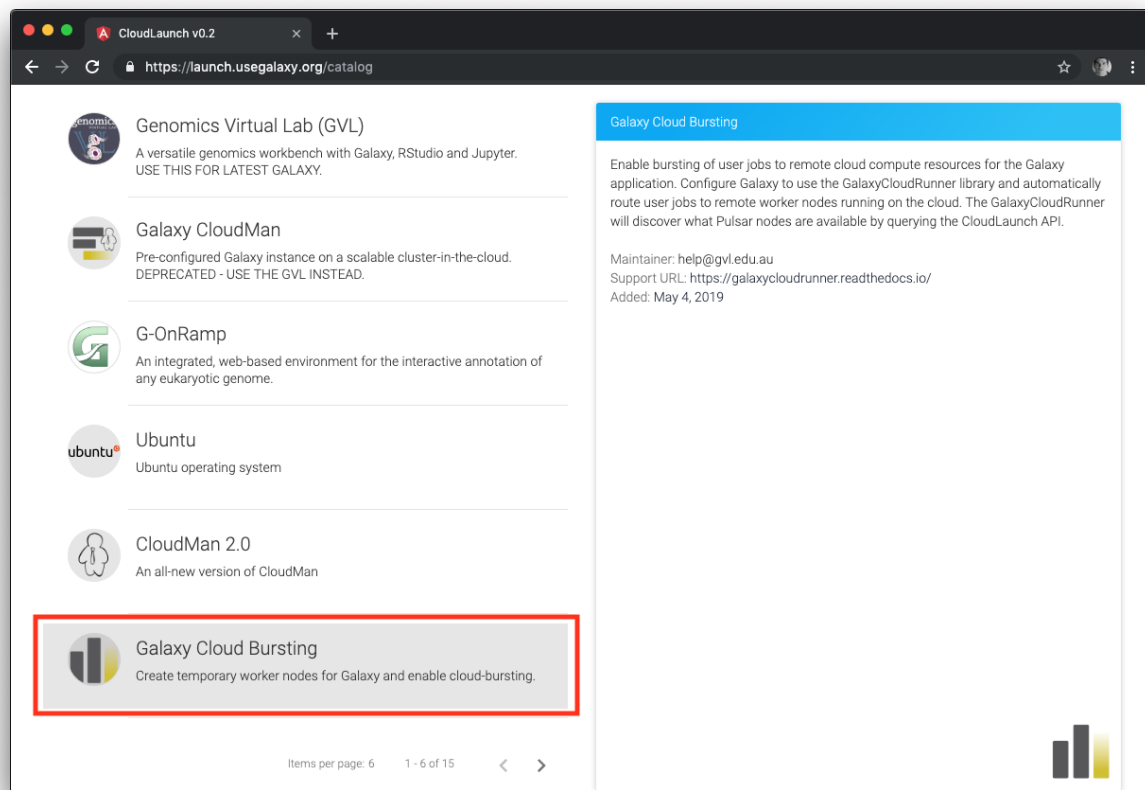 CloudLaunch v0.2
https://launch.usegalaxy.org/catalog
genomics
VIRTUAL LAB
Genomics Virtual Lab (GVL)
A versatile genomics workbench with Galaxy, RStudio and Jupyter.
USE THIS FOR LATEST GALAXY.
Galaxy CloudMan
Pre-configured Galaxy instance on a scalable cluster-in-the-cloud.
DEPRECATED - USE THE GVL INSTEAD.
G-OnRamp
An integrated, web-based environment for the interactive annotation of
any eukaryotic genome.
ubuntu
Ubuntu
Ubuntu operating system
CloudMan 2.0
An all-new version of CloudMan
Galaxy Cloud Bursting
Create temporary worker nodes for Galaxy and enable cloud-bursting.
Items per page: 6 1 - 6 of 15
Galaxy Cloud Bursting
Enable bursting of user jobs to remote cloud compute resources for the Galaxy
application. Configure Galaxy to use the GalaxyCloudRunner library and automatically
route user jobs to remote worker nodes running on the cloud. The GalaxyCloudRunner
will discover what Pulsar nodes are available by querying the CloudLaunch API.
Maintainer: help@gvl.edu.au
Support URL: https://galaxycloudrunner.readthedocs.io/
Added: May 4, 2019